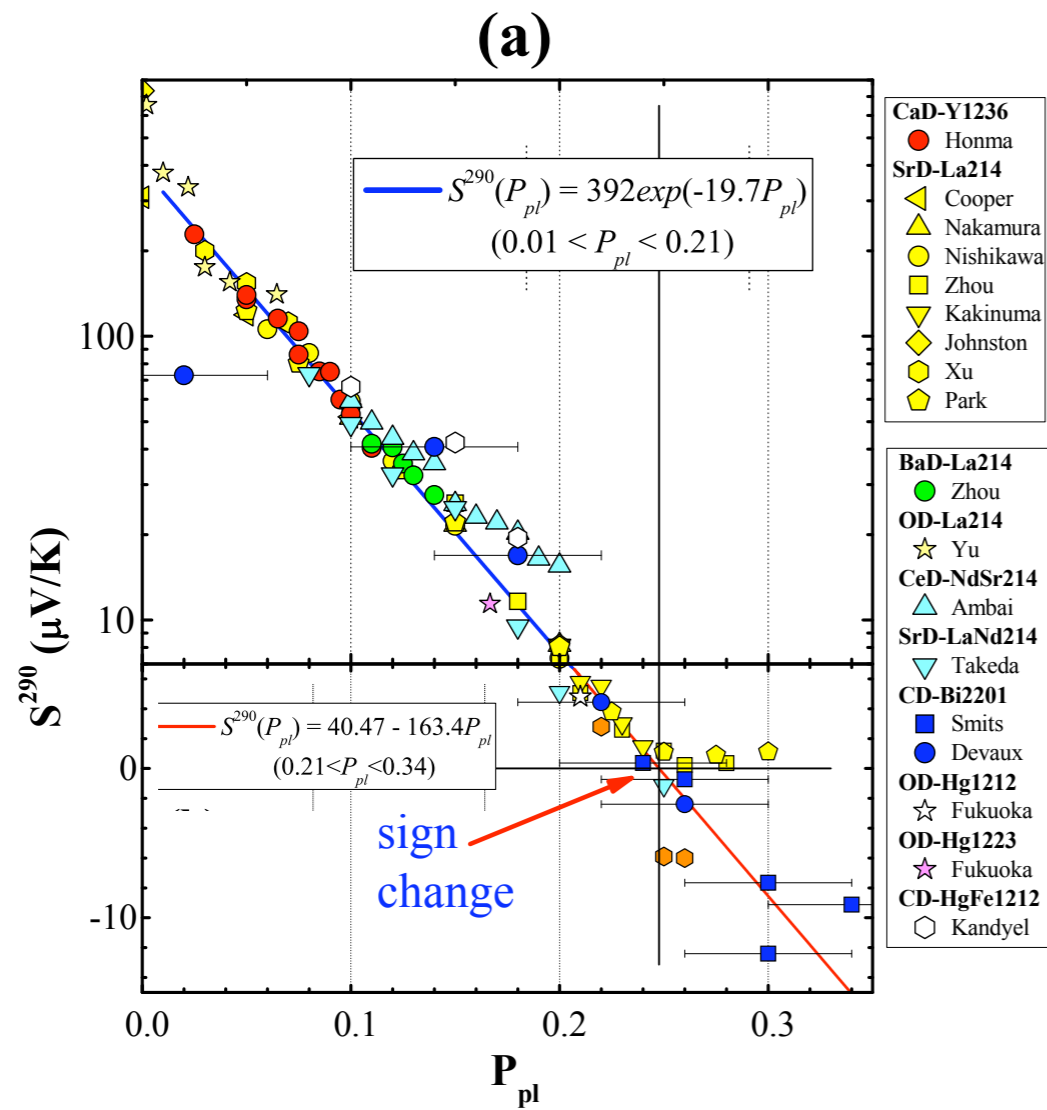 (a)
S^290 (μV/K)
100
10
0
-10
S^290(P_pl) = 392exp(-19.7P_pl)
(0.01 < P_pl < 0.21)
S^290(P_pl) = 40.47 - 163.4P_pl
(0.21<P_pl<0.34)
sign
change
0.0 0.1 0.2 0.3
P_pl
CaD-Y1236
Honma
SrD-La214
Cooper
Nakamura
Nishikawa
Zhou
Kakinuma
Johnston
Xu
Park
BaD-La214
Zhou
OD-La214
Yu
CeD-NdSr214
Ambai
SrD-LaNd214
Takeda
CD-Bi2201
Smits
Devaux
OD-Hg1212
Fukuoka
OD-Hg1223
Fukuoka
CD-HgFe1212
Kandyel